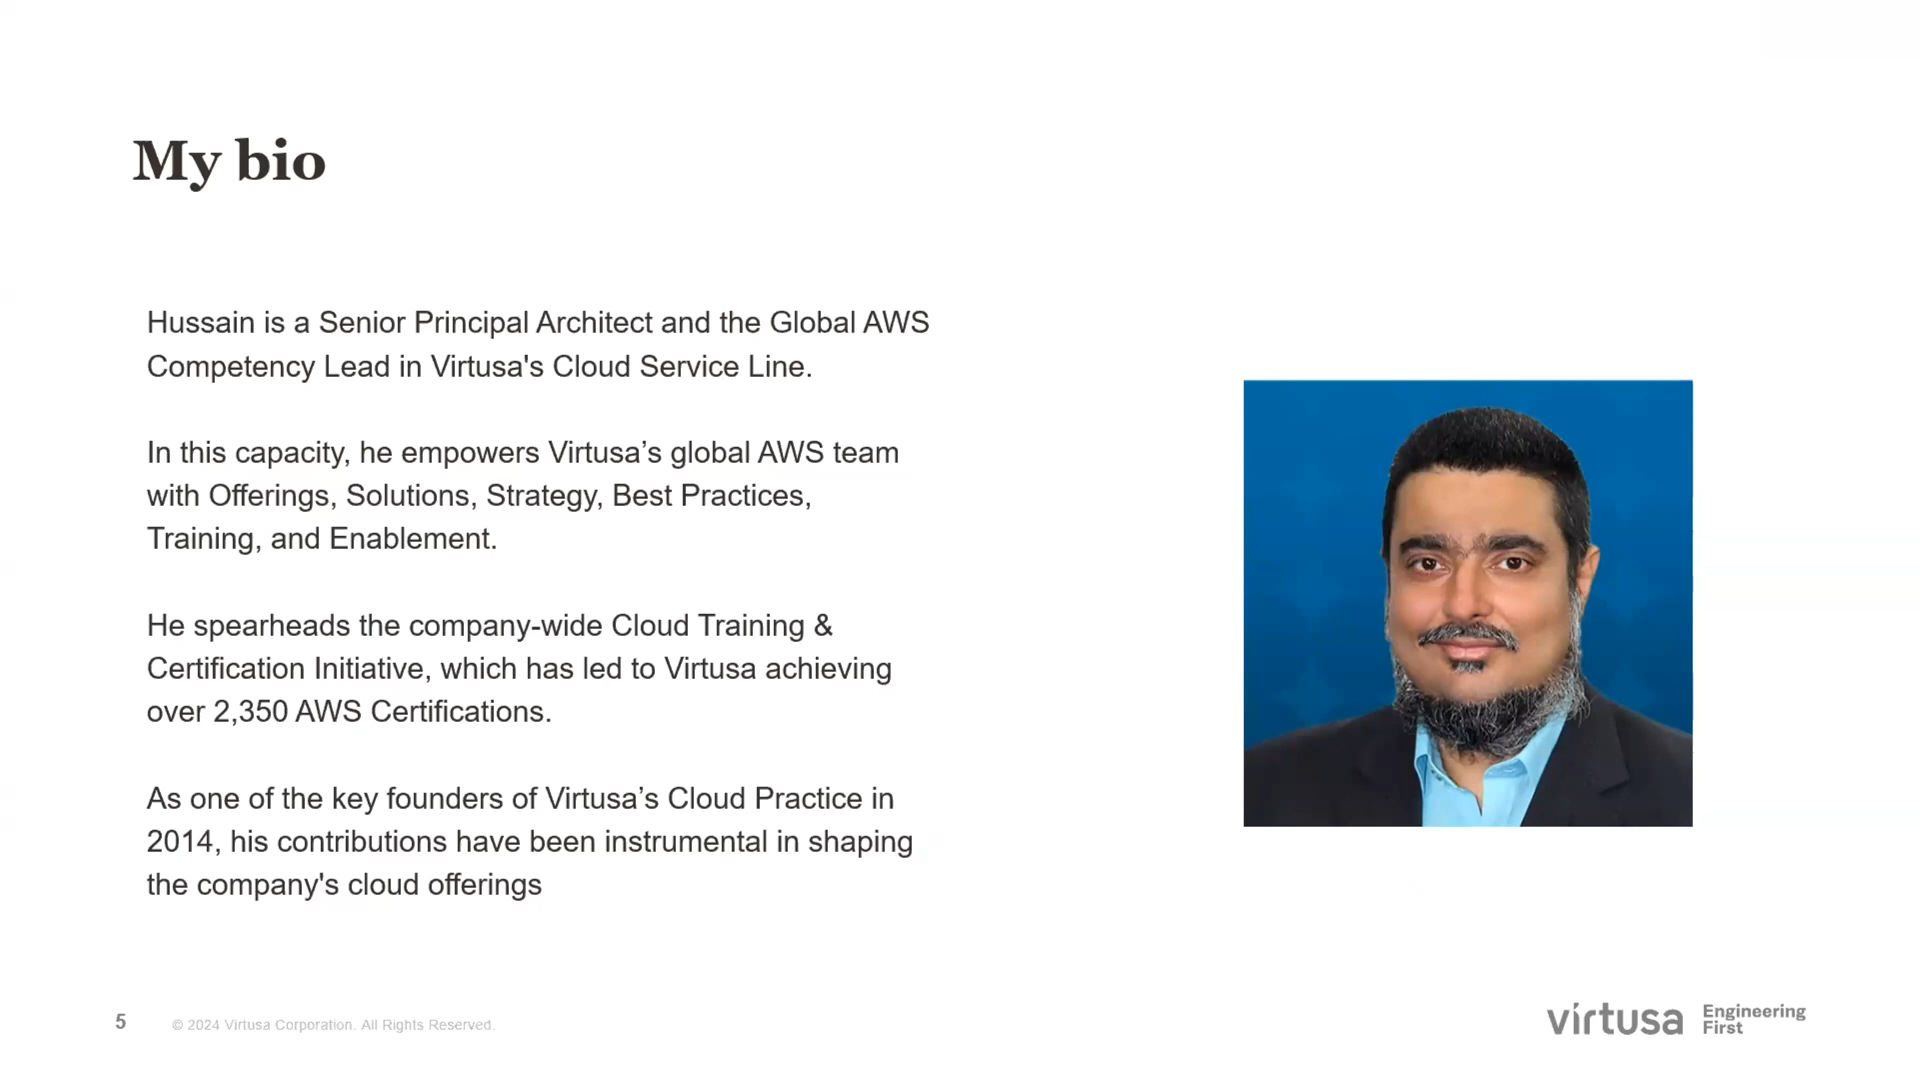 My bio
Hussain is a Senior Principal Architect and the Global AWS
Competency Lead in Virtusa's Cloud Service Line.
In this capacity, he empowers Virtusa’s global AWS team
with Offerings, Solutions, Strategy, Best Practices,
Training, and Enablement.
He spearheads the company-wide Cloud Training &
Certification Initiative, which has led to Virtusa achieving
over 2,350 AWS Certifications.
As one of the key founders of Virtusa’s Cloud Practice in
2014, his contributions have been instrumental in shaping
the company's cloud offerings
5
© 2024 Virtusa Corporation. All Rights Reserved.
virtusa
Engineering
First